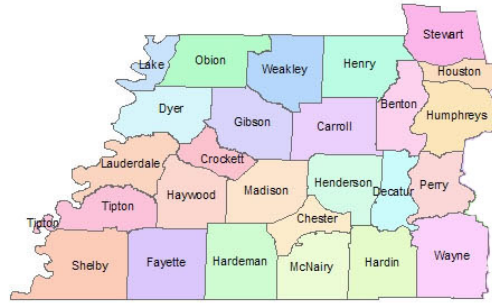 Stewart
Lake
Obion
Weakley
Henry
Houston
Dyer
Gibson
Carroll
Benton
Humphreys
Lauderdale
Crockett
Haywood
Madison
Henderson
Decatur
Perry
Tipton
Tipton
Chester
Shelby
Fayette
Hardeman
McNairy
Hardin
Wayne